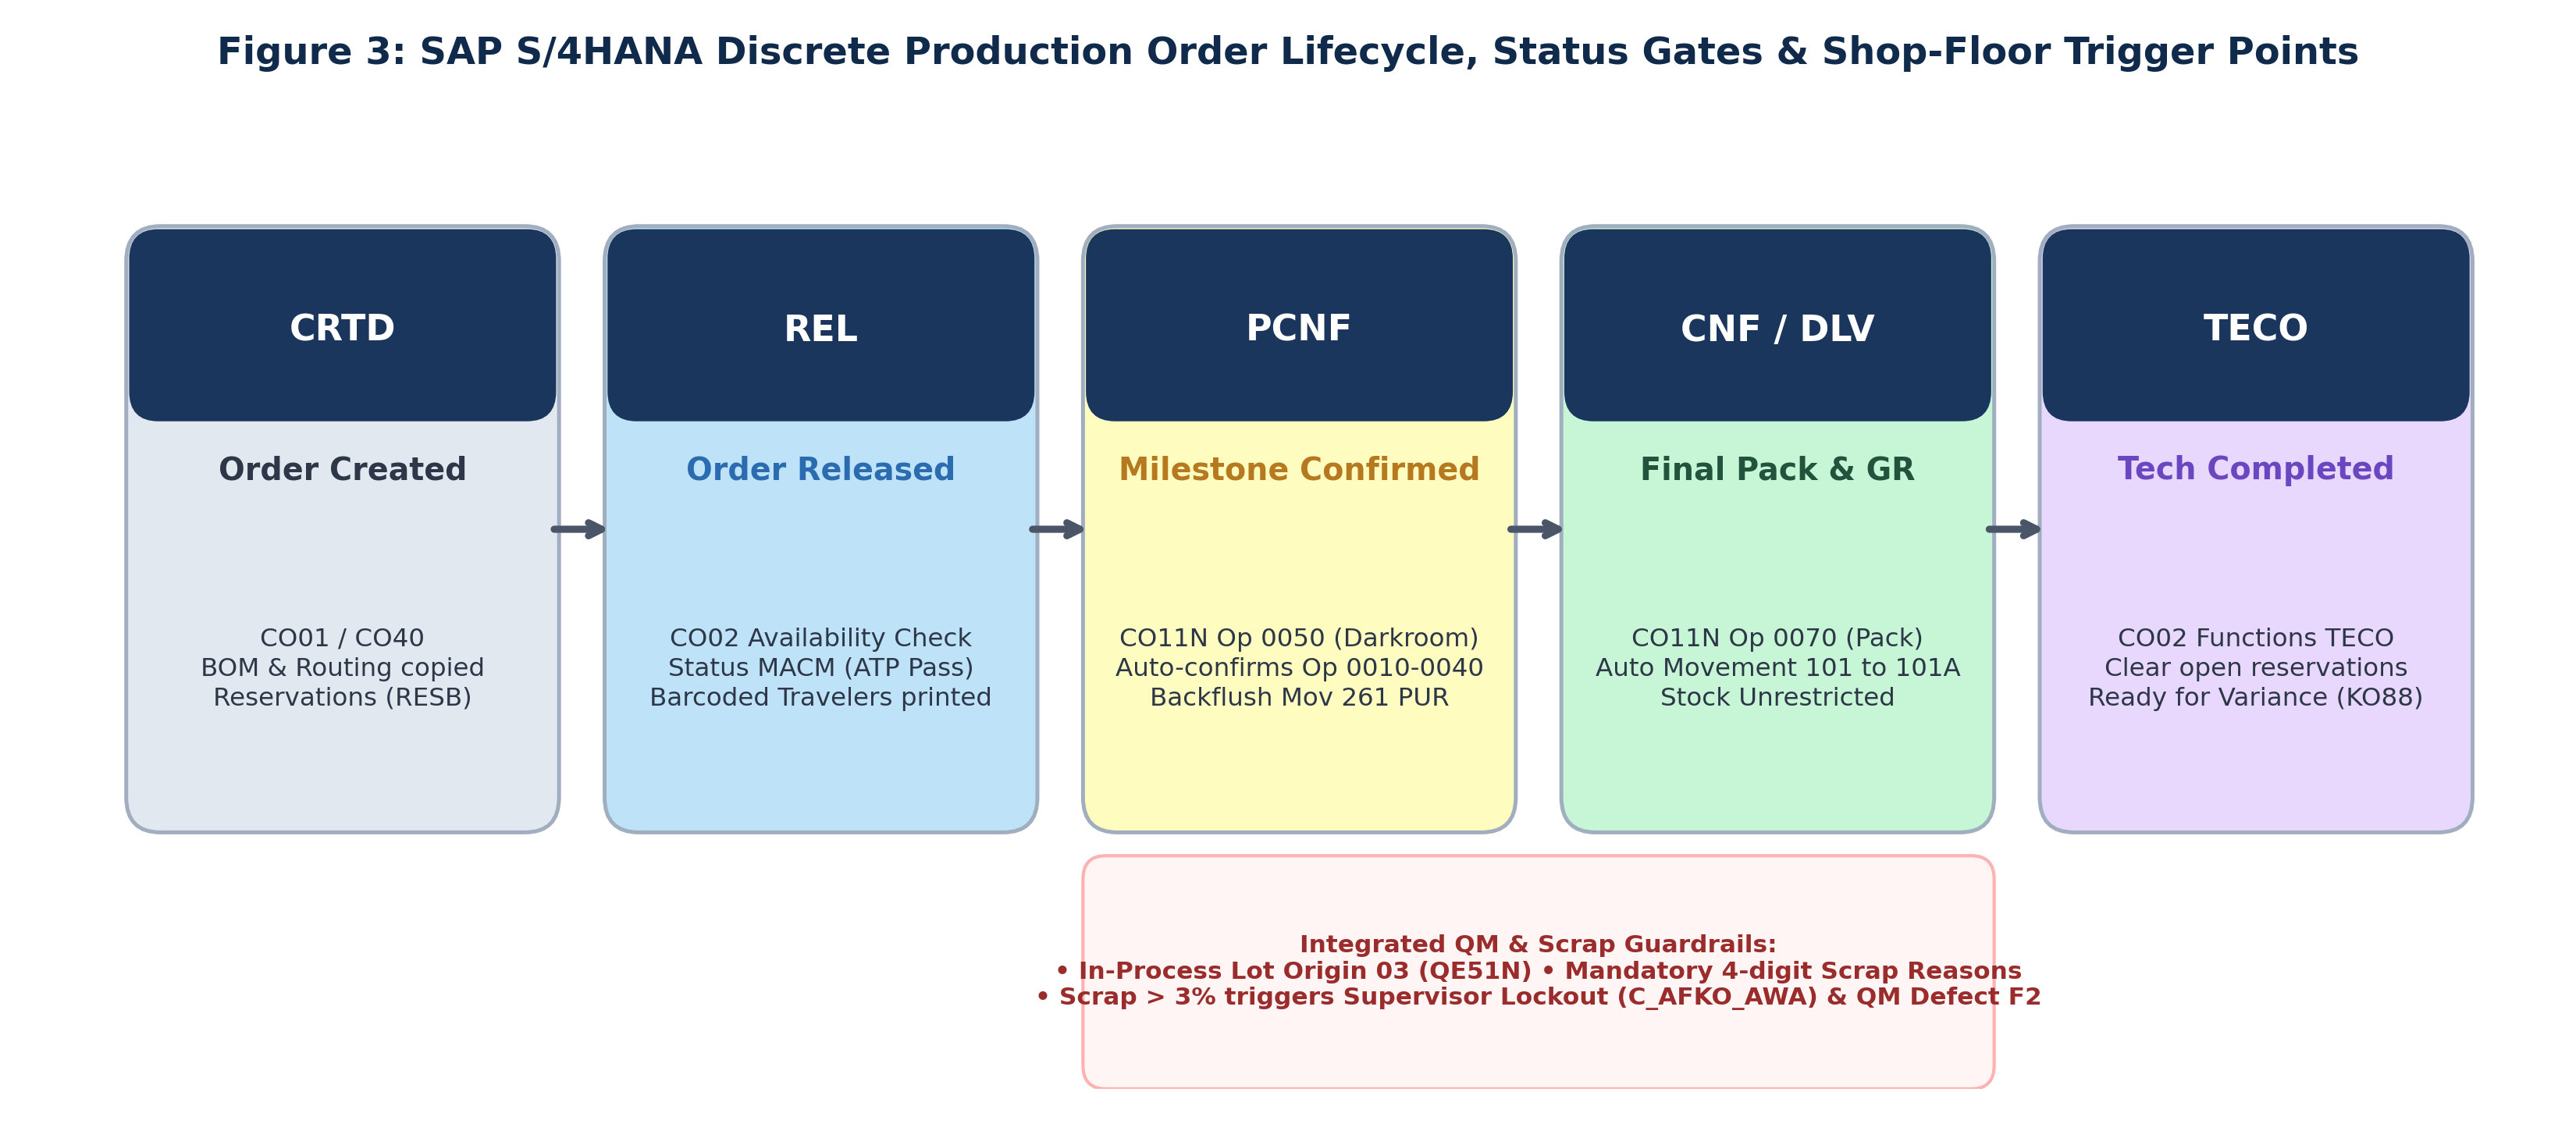 Figure 3: SAP S/4HANA Discrete Production Order Lifecycle, Status Gates & Shop-Floor Trigger Points
CRTD
Order Created
CO01 / CO40
BOM & Routing copied
Reservations (RESB)
REL
Order Released
CO02 Availability Check
Status MACM (ATP Pass)
Barcoded Travelers printed
PCNF
Milestone Confirmed
CO11N Op 0050 (Darkroom)
Auto-confirms Op 0010-0040
Backflush Mov 261 PUR
CNF / DLV
Final Pack & GR
CO11N Op 0070 (Pack)
Auto Movement 101 to 101A
Stock Unrestricted
TECO
Tech Completed
CO02 Functions TECO
Clear open reservations
Ready for Variance (KO88)
Integrated QM & Scrap Guardrails:
• In-Process Lot Origin 03 (QE51N) • Mandatory 4-digit Scrap Reasons
• Scrap > 3% triggers Supervisor Lockout (C_AFKO_AWA) & QM Defect F2